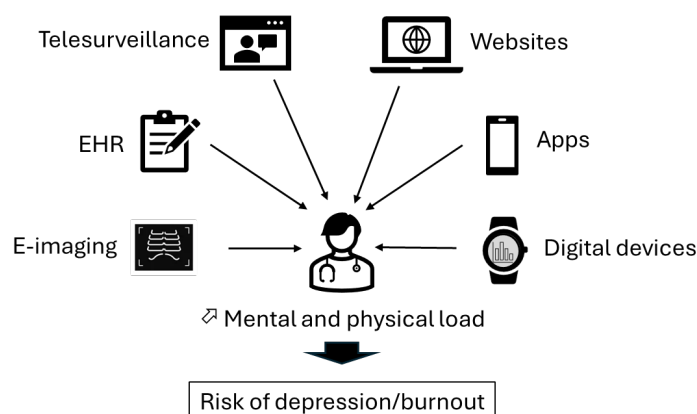 Telesurveillance
Websites
EHR
Apps
E-imaging
Digital devices
⬀ Mental and physical load
Risk of depression/burnout